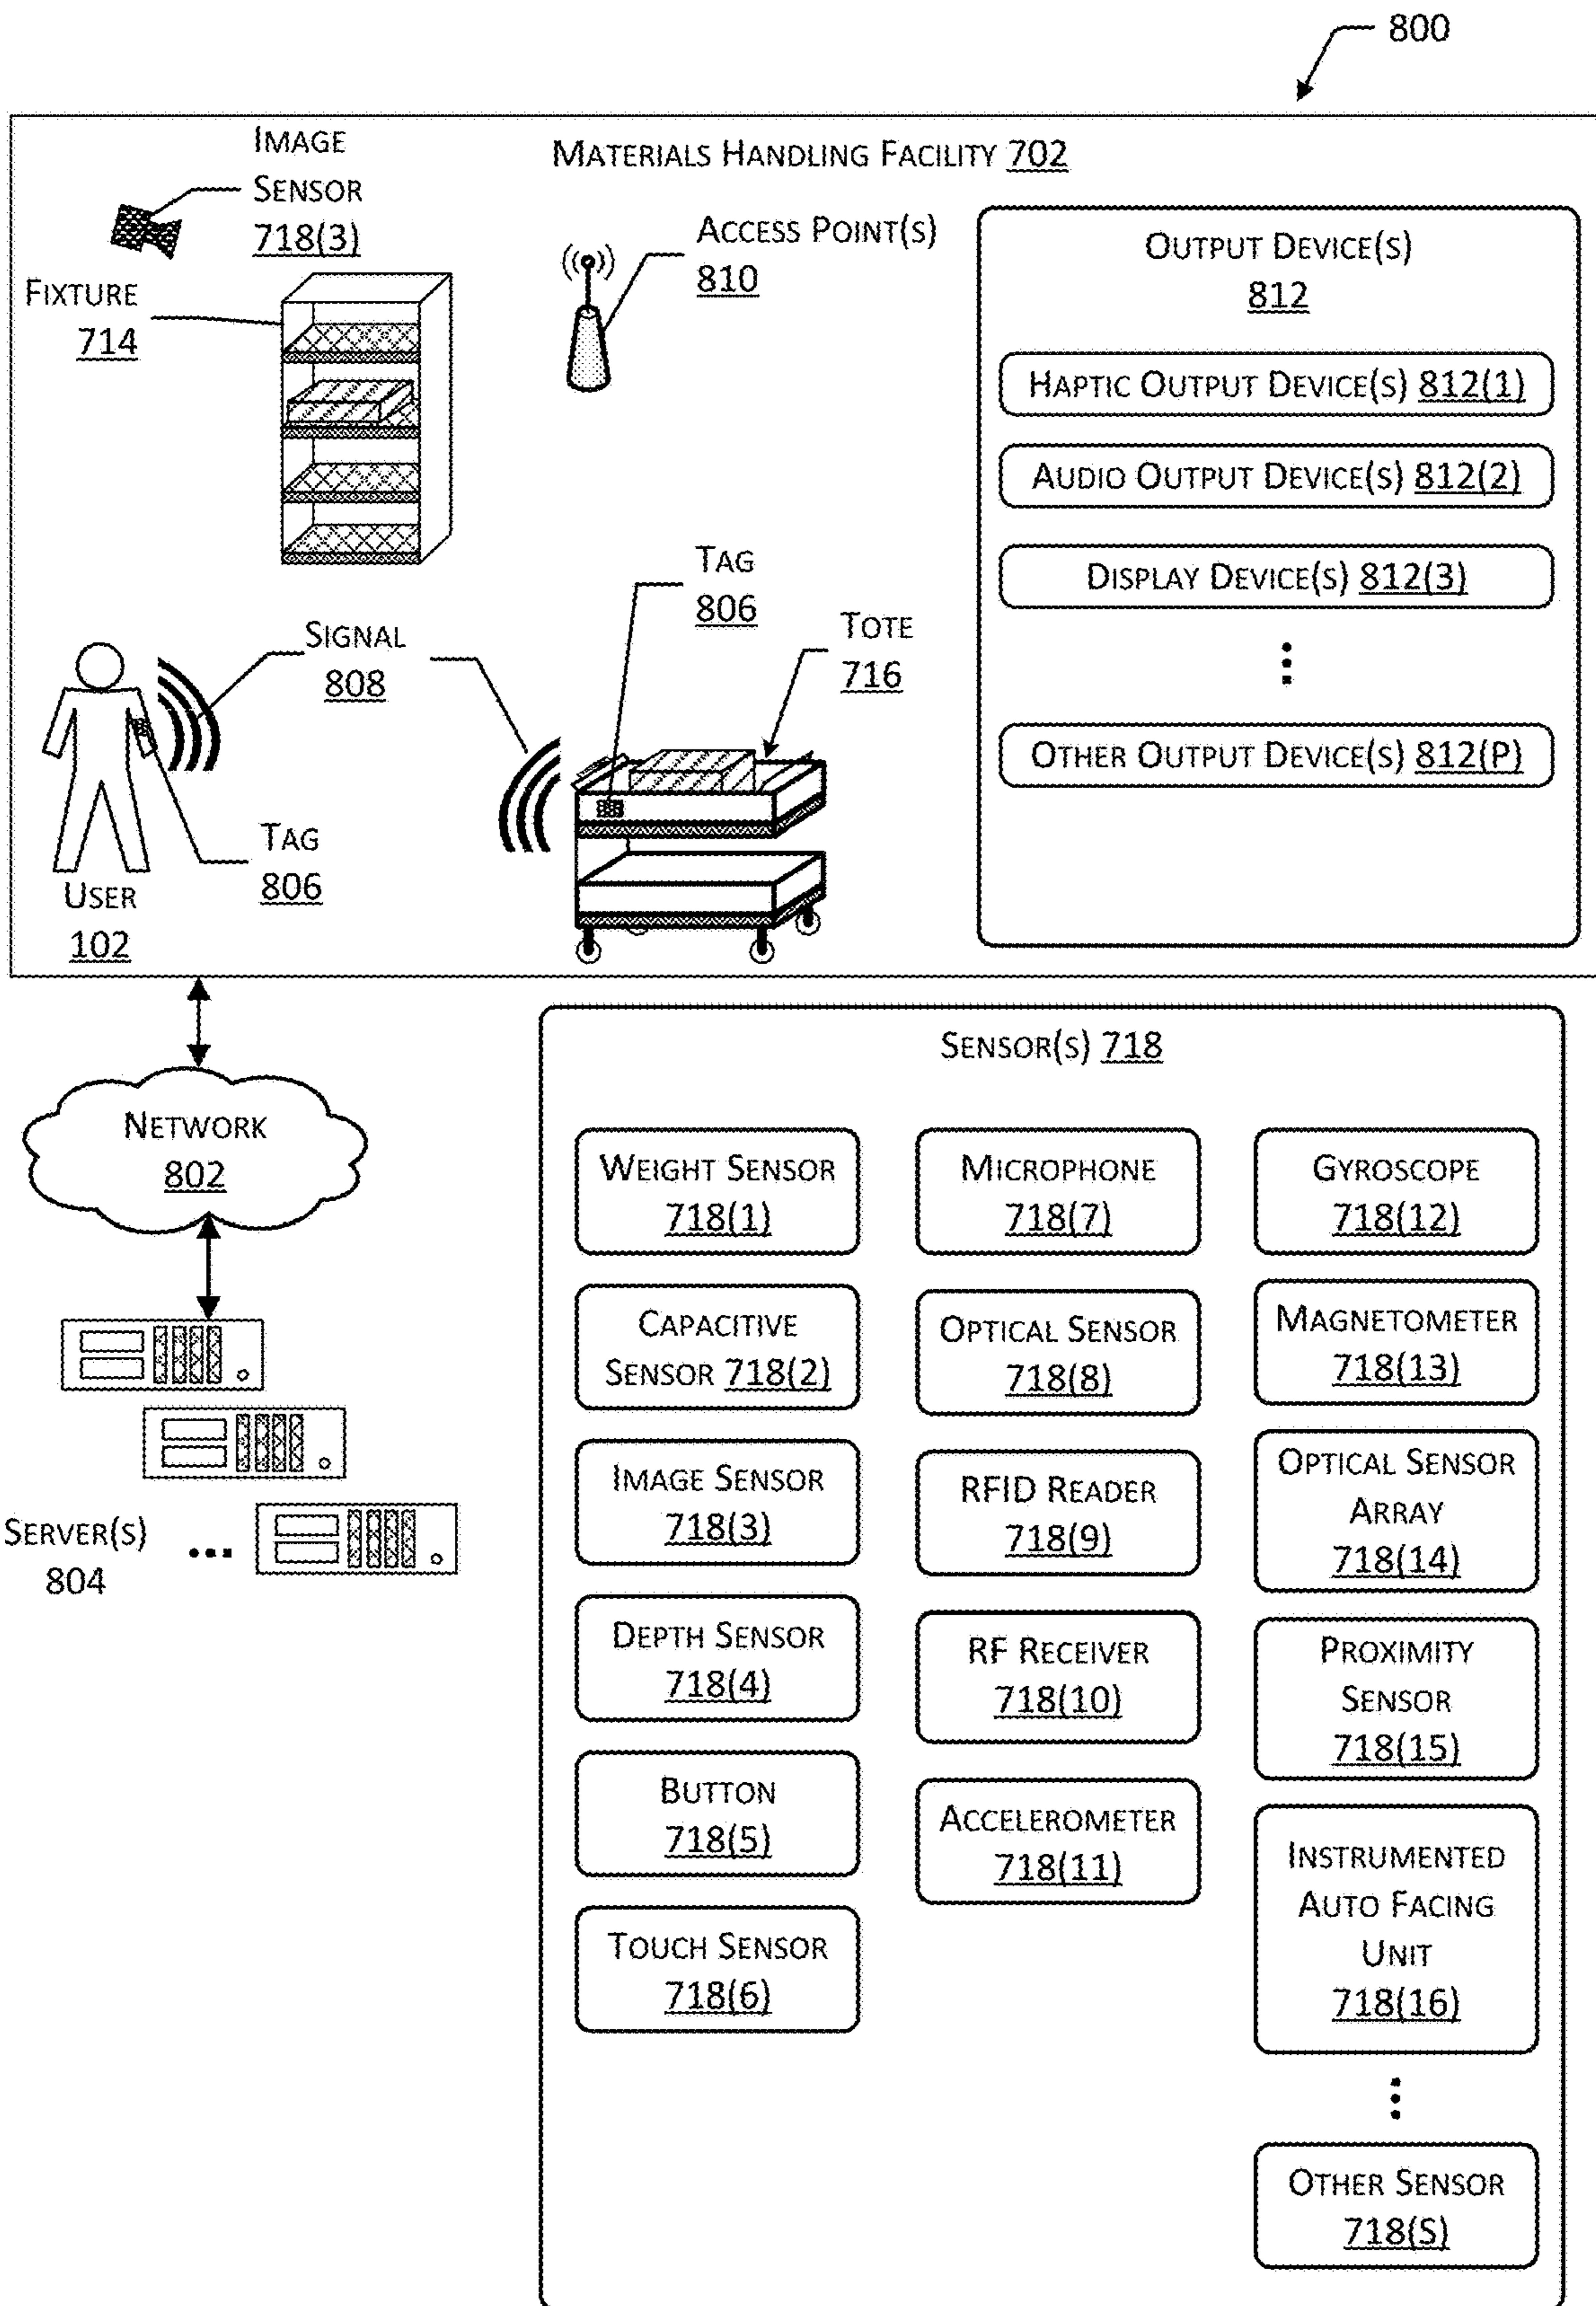 800
MATERIALS HANDLING FACILITY 702
IMAGE
SENSOR
718(3)
FIXTURE
714
ACCESS POINT(S)
810
OUTPUT DEVICE(S)
812
HAPTIC OUTPUT DEVICE(S) 812(1)
AUDIO OUTPUT DEVICE(S) 812(2)
DISPLAY DEVICE(S) 812(3)
OTHER OUTPUT DEVICE(S) 812(P)
TAG
806
TOTE
716
SIGNAL
808
TAG
806
USER
102
NETWORK
802
SERVER(S)
804
SENSOR(S) 718
WEIGHT SENSOR
718(1)
CAPACITIVE
SENSOR 718(2)
IMAGE SENSOR
718(3)
DEPTH SENSOR
718(4)
BUTTON
718(5)
TOUCH SENSOR
718(6)
MICROPHONE
718(7)
OPTICAL SENSOR
718(8)
RFID READER
718(9)
RF RECEIVER
718(10)
ACCELEROMETER
718(11)
GYROSCOPE
718(12)
MAGNETOMETER
718(13)
OPTICAL SENSOR
ARRAY
718(14)
PROXIMITY
SENSOR
718(15)
INSTRUMENTED
AUTO FACING
UNIT
718(16)
OTHER SENSOR
718(S)